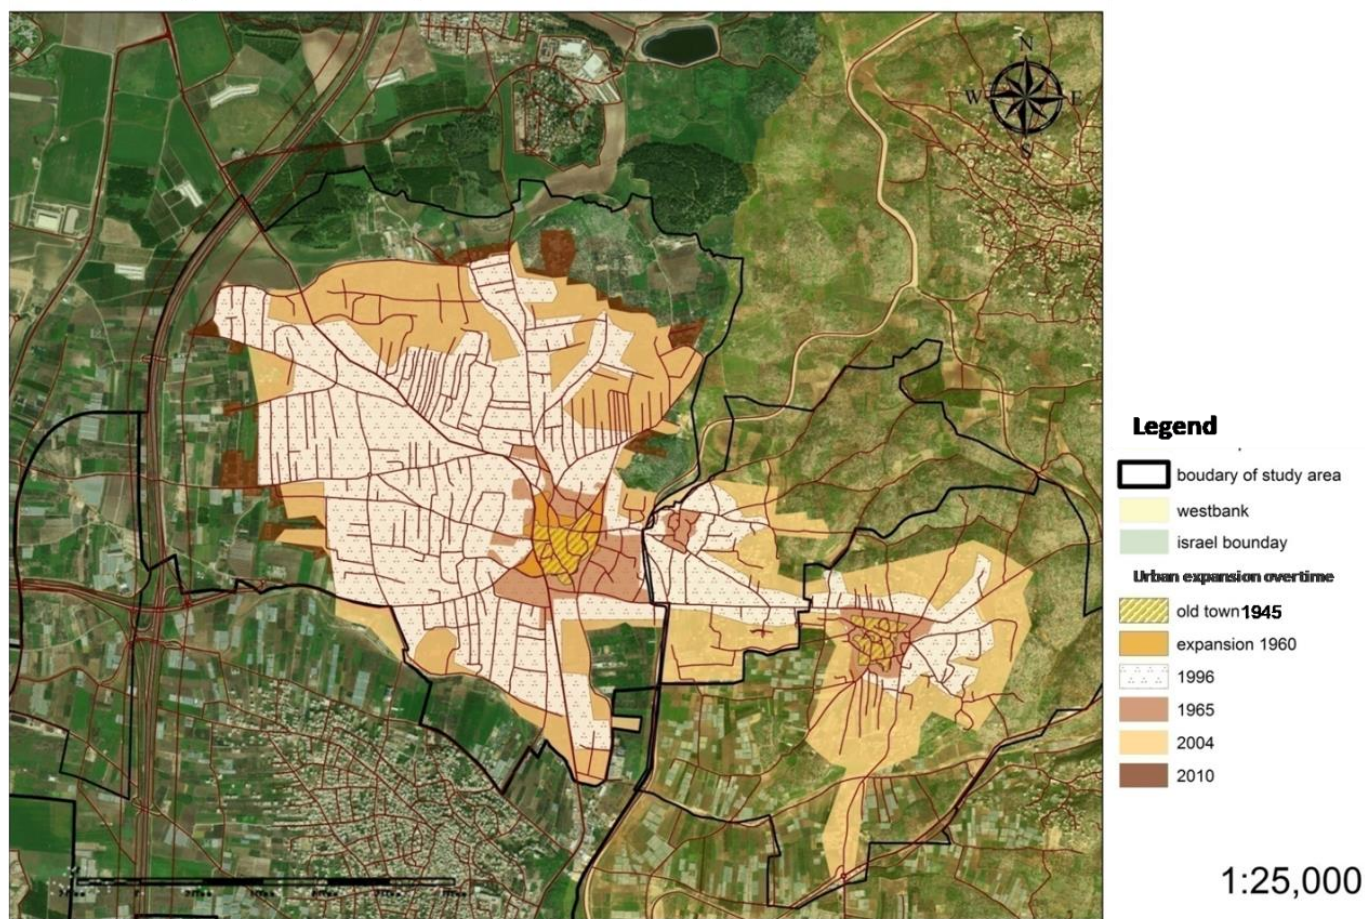 N
W
E
S
Legend
boudary of study area
westbank
israel bounday
Urban expansion overtime
old town 1945
expansion 1960
1996
1965
2004
2010
1:25,000